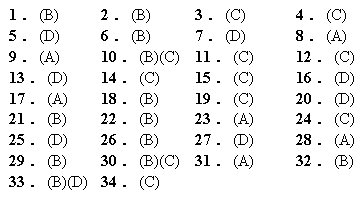 1． (B) 2． (B) 3． (C) 4． (C)
5． (D) 6． (B) 7． (D) 8． (A)
9． (A) 10． (B)(C) 11． (C) 12． (C)
13． (D) 14． (C) 15． (C) 16． (D)
17． (A) 18． (B) 19． (C) 20． (D)
21． (B) 22． (B) 23． (A) 24． (C)
25． (D) 26． (B) 27． (D) 28． (A)
29． (B) 30． (B)(C) 31． (A) 32． (B)
33． (B)(D) 34． (C)